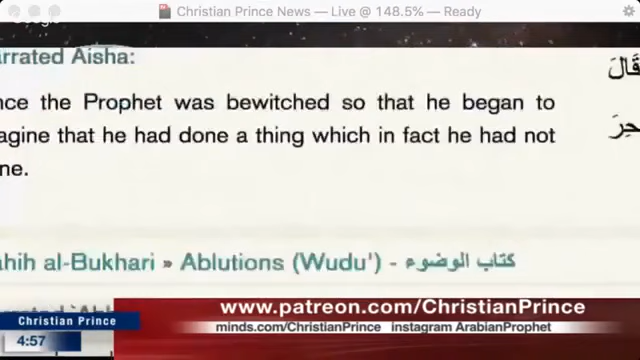 Christian Prince News — Live @ 148.5% — Ready
arrated Aisha:
قَالَ
nce the Prophet was bewitched so that he began to
حِرَ
agine that he had done a thing which in fact he had not
ne.
ahih al-Bukhari » Ablutions (Wudu') - كتاب الوضوء
www.patreon.com/ChristianPrince
Christian Prince
minds.com/ChristianPrince instagram ArabianProphet
4:57